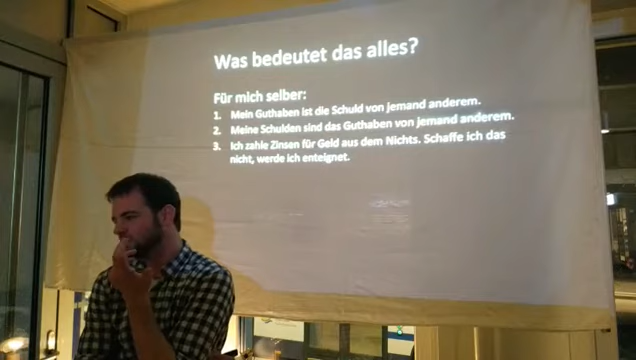 Was bedeutet das alles?
Für mich selber:
1. Mein Guthaben ist die Schuld von jemand anderem.
2. Meine Schulden sind das Guthaben von jemand anderem.
3. Ich zahle Zinsen für Geld aus dem Nichts. Schaffe ich das
nicht, werde ich enteignet.